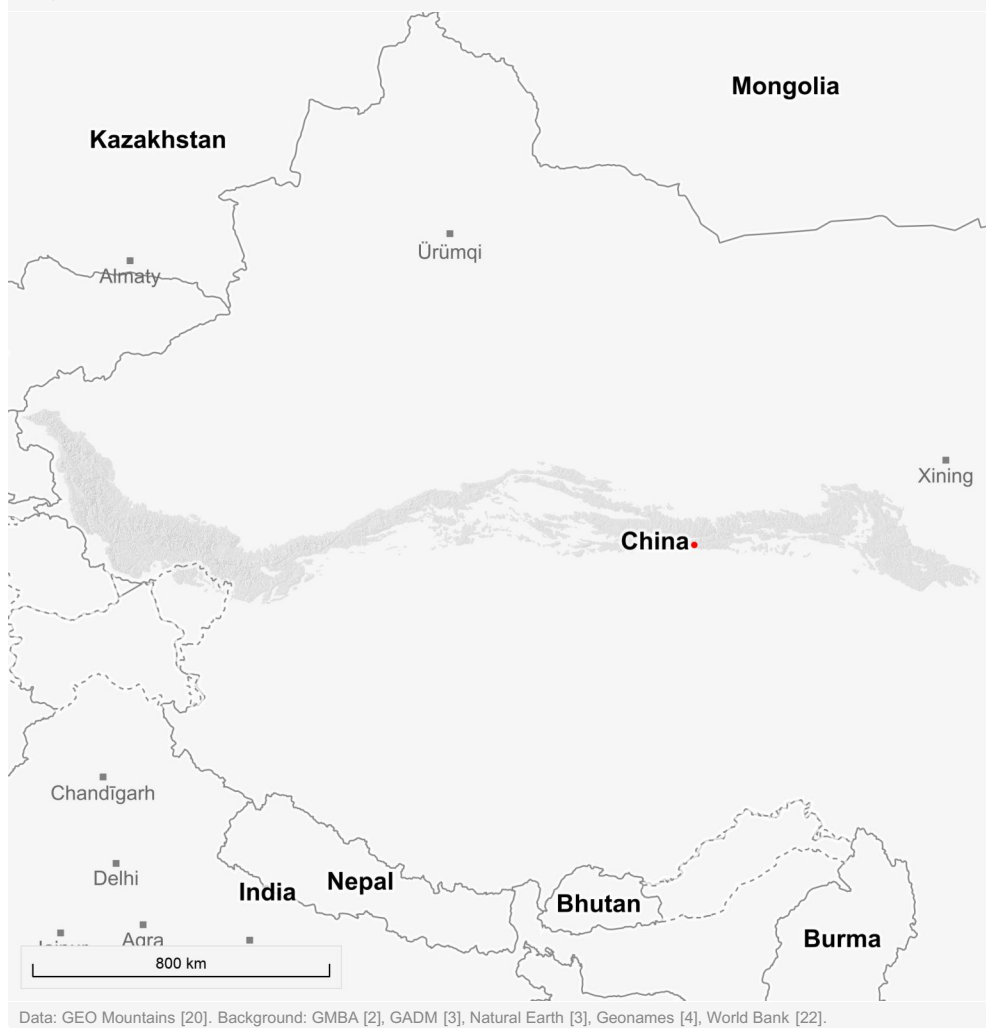 Mongolia
Kazakhstan
Ürümqi
Almaty
Xining
China
Chandīgarh
Delhi
India
Nepal
Bhutan
Agra
Burma
800 km
Data: GEO Mountains [20]. Background: GMBA [2], GADM [3], Natural Earth [3], Geonames [4], World Bank [22].